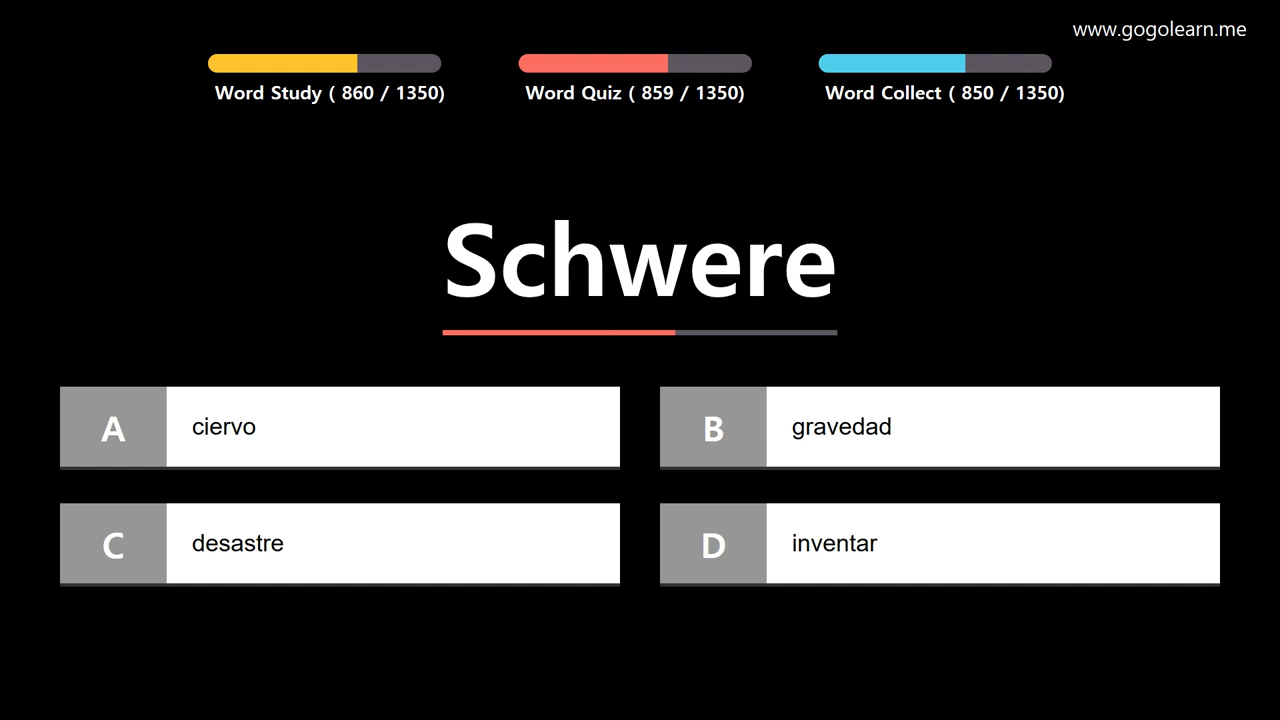 www.gogolearn.me
Word Study ( 860 / 1350)
Word Quiz ( 859 / 1350)
Word Collect ( 850 / 1350)
Schwere
A ciervo
B gravedad
C desastre
D inventar